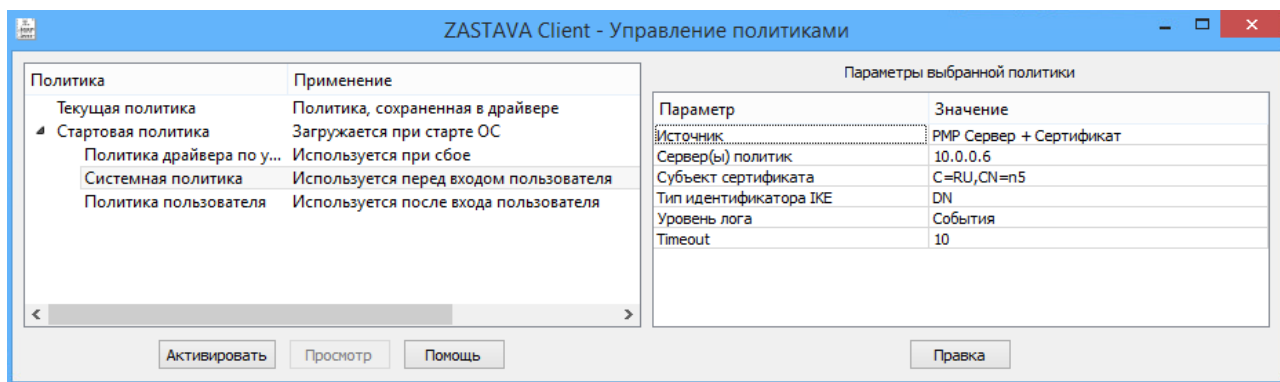 ZASTAVA Client - Управление политиками
Политика Применение
Текущая политика Политика, сохраненная в драйвере
Стартовая политика Загружается при старте ОС
Политика драйвера по у... Используется при сбое
Системная политика Используется перед входом пользователя
Политика пользователя Используется после входа пользователя
Активировать Просмотр Помощь
Параметры выбранной политики
Параметр Значение
Источник PMP Сервер + Сертификат
Сервер(ы) политик 10.0.0.6
Субъект сертификата C=RU,CN=n5
Тип идентификатора IKE DN
Уровень лога События
Timeout 10
Правка